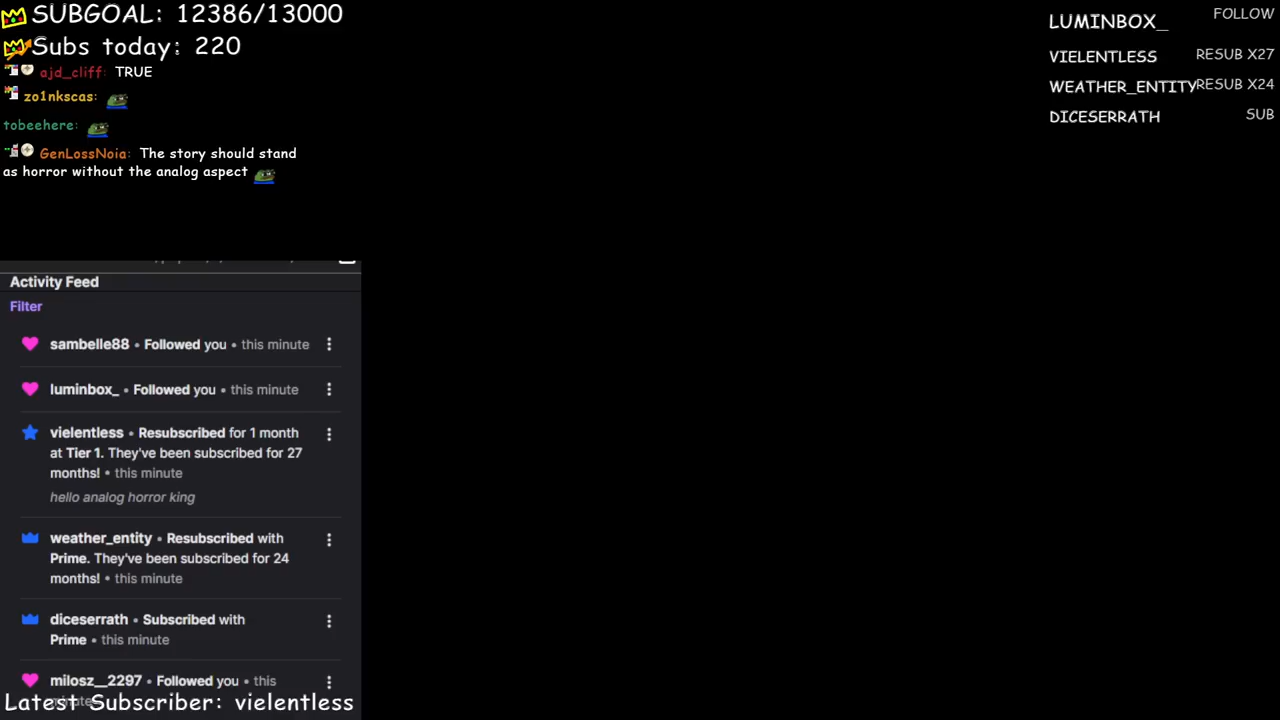 SUBGOAL: 12386/13000
Subs today: 220
ajd_cliff: TRUE
zo1nkscas:
tobeehere:
GenLossNoia: The story should stand
as horror without the analog aspect
LUMINBOX_ FOLLOW
VIELENTLESS RESUB X27
WEATHER_ENTITY RESUB X24
DICESERRATH SUB
Activity Feed
Filter
sambelle88 • Followed you • this minute
luminbox_ • Followed you • this minute
vielentless • Resubscribed for 1 month
at Tier 1. They've been subscribed for 27
months! • this minute
hello analog horror king
weather_entity • Resubscribed with
Prime. They've been subscribed for 24
months! • this minute
diceserrath • Subscribed with
Prime • this minute
milosz__2297 • Followed you • this
minute
Latest Subscriber: vielentless